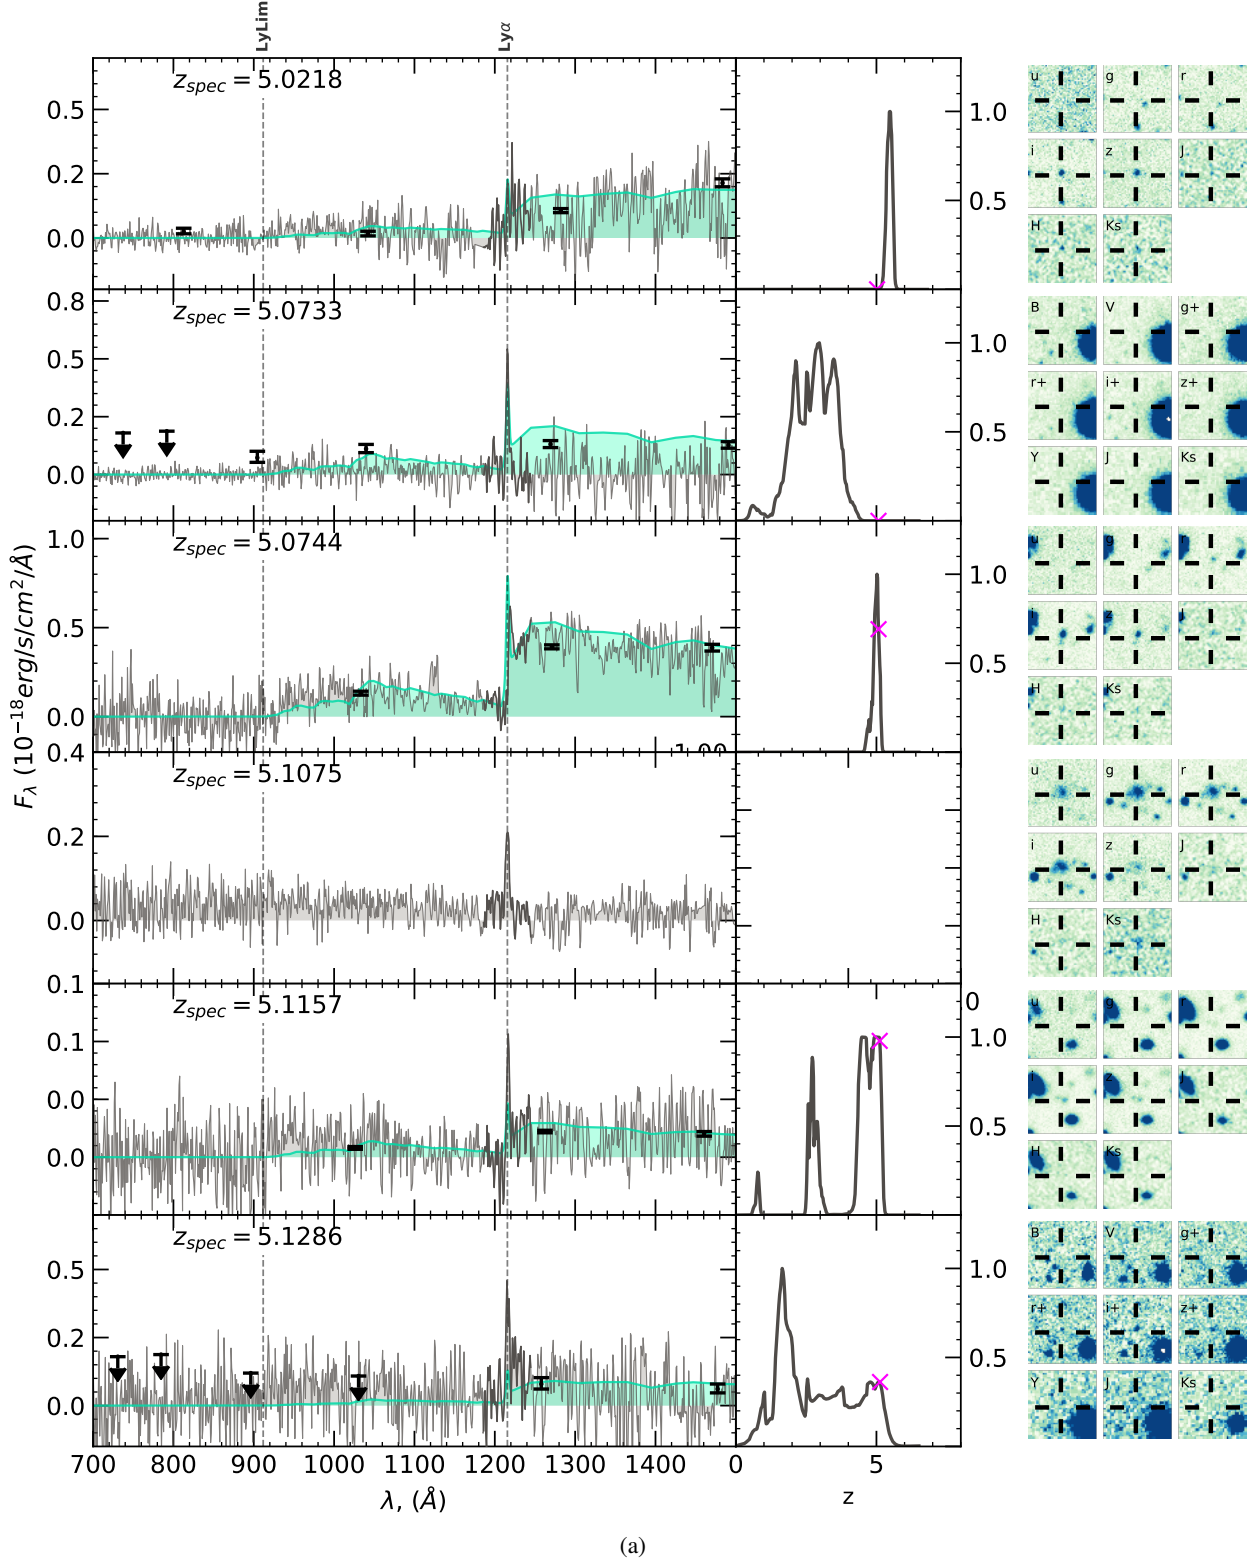 LyLim
Lyα
z_spec = 5.0218
0.5
0.2
0.0
1.0
0.5
u
g
r
i
z
J
H
Ks
z_spec = 5.0733
0.8
0.5
0.2
0.0
1.0
0.5
B
V
g+
r+
i+
z+
Y
J
Ks
z_spec = 5.0744
1.0
0.5
0.0
1.0
0.5
u
g
r
i
z
J
H
Ks
1.00
F_λ (10⁻¹⁸erg/s/cm²/Å)
z_spec = 5.1075
0.4
0.2
0.0
u
g
r
i
z
J
H
Ks
z_spec = 5.1157
0.1
0.1
0.0
0.0
0
1.0
0.5
u
g
r
i
z
J
H
Ks
z_spec = 5.1286
0.5
0.2
0.0
1.0
0.5
B
V
g+
r+
i+
z+
Y
J
Ks
700 800 900 1000 1100 1200 1300 1400 0 5
λ, (Å) z
(a)